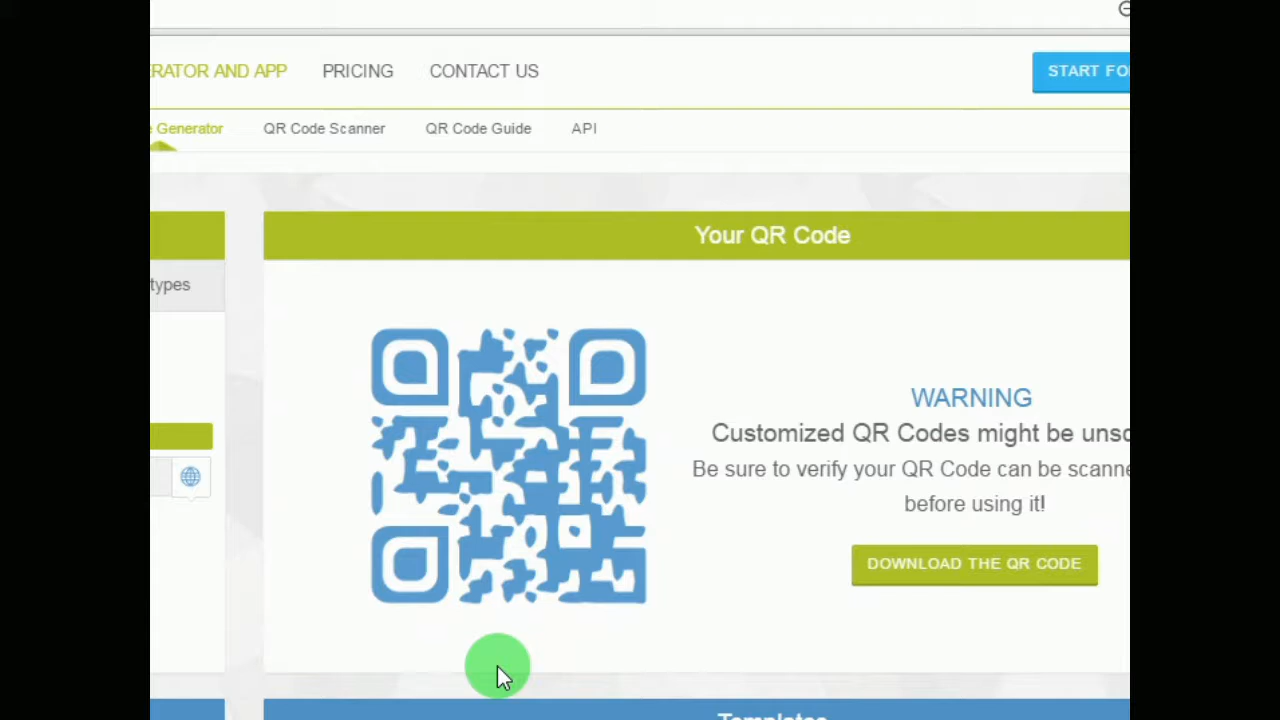 ERATOR AND APP PRICING CONTACT US START FO
e Generator QR Code Scanner QR Code Guide API
Your QR Code
types
WARNING
Customized QR Codes might be unsc
Be sure to verify your QR Code can be scanne
before using it!
DOWNLOAD THE QR CODE
Templates